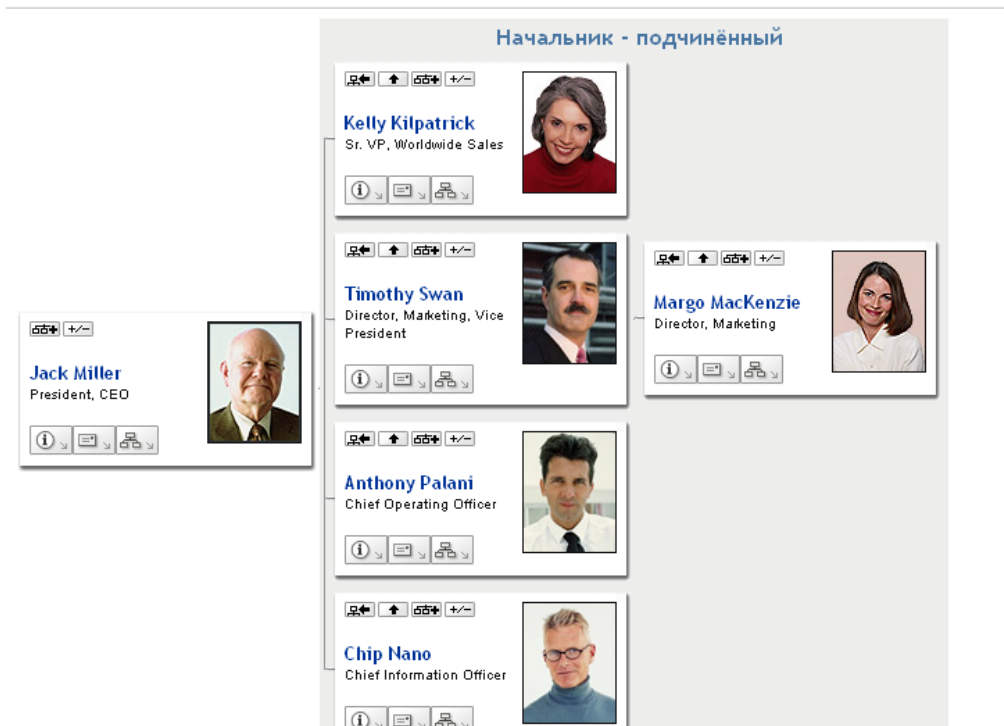 Начальник - подчинённый
Kelly Kilpatrick
Sr. VP, Worldwide Sales
Timothy Swan
Director, Marketing, Vice
President
Margo MacKenzie
Director, Marketing
Jack Miller
President, CEO
Anthony Palani
Chief Operating Officer
Chip Nano
Chief Information Officer